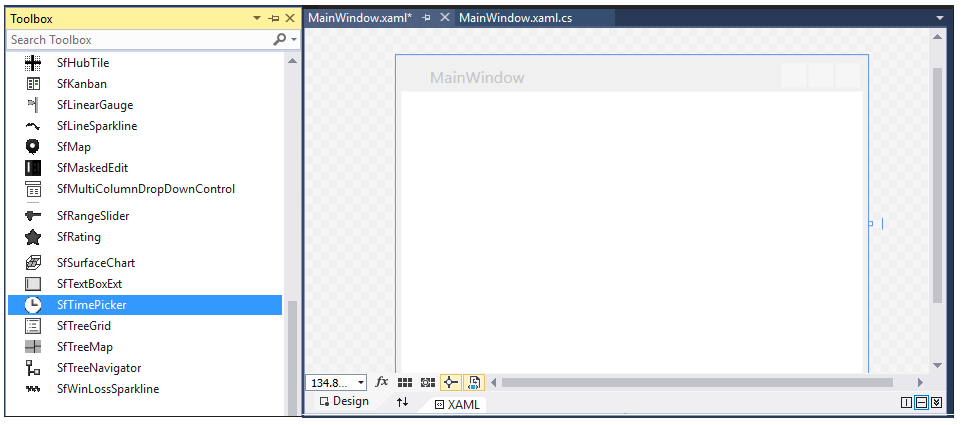 Toolbox
Search Toolbox
SfHubTile
SfKanban
SfLinearGauge
SfLineSparkline
SfMap
SfMaskedEdit
SfMultiColumnDropDownControl
SfRangeSlider
SfRating
SfSurfaceChart
SfTextBoxExt
SfTimePicker
SfTreeGrid
SfTreeMap
SfTreeNavigator
SfWinLossSparkline
MainWindow.xaml* MainWindow.xaml.cs
MainWindow
134.8... fx
Design XAML